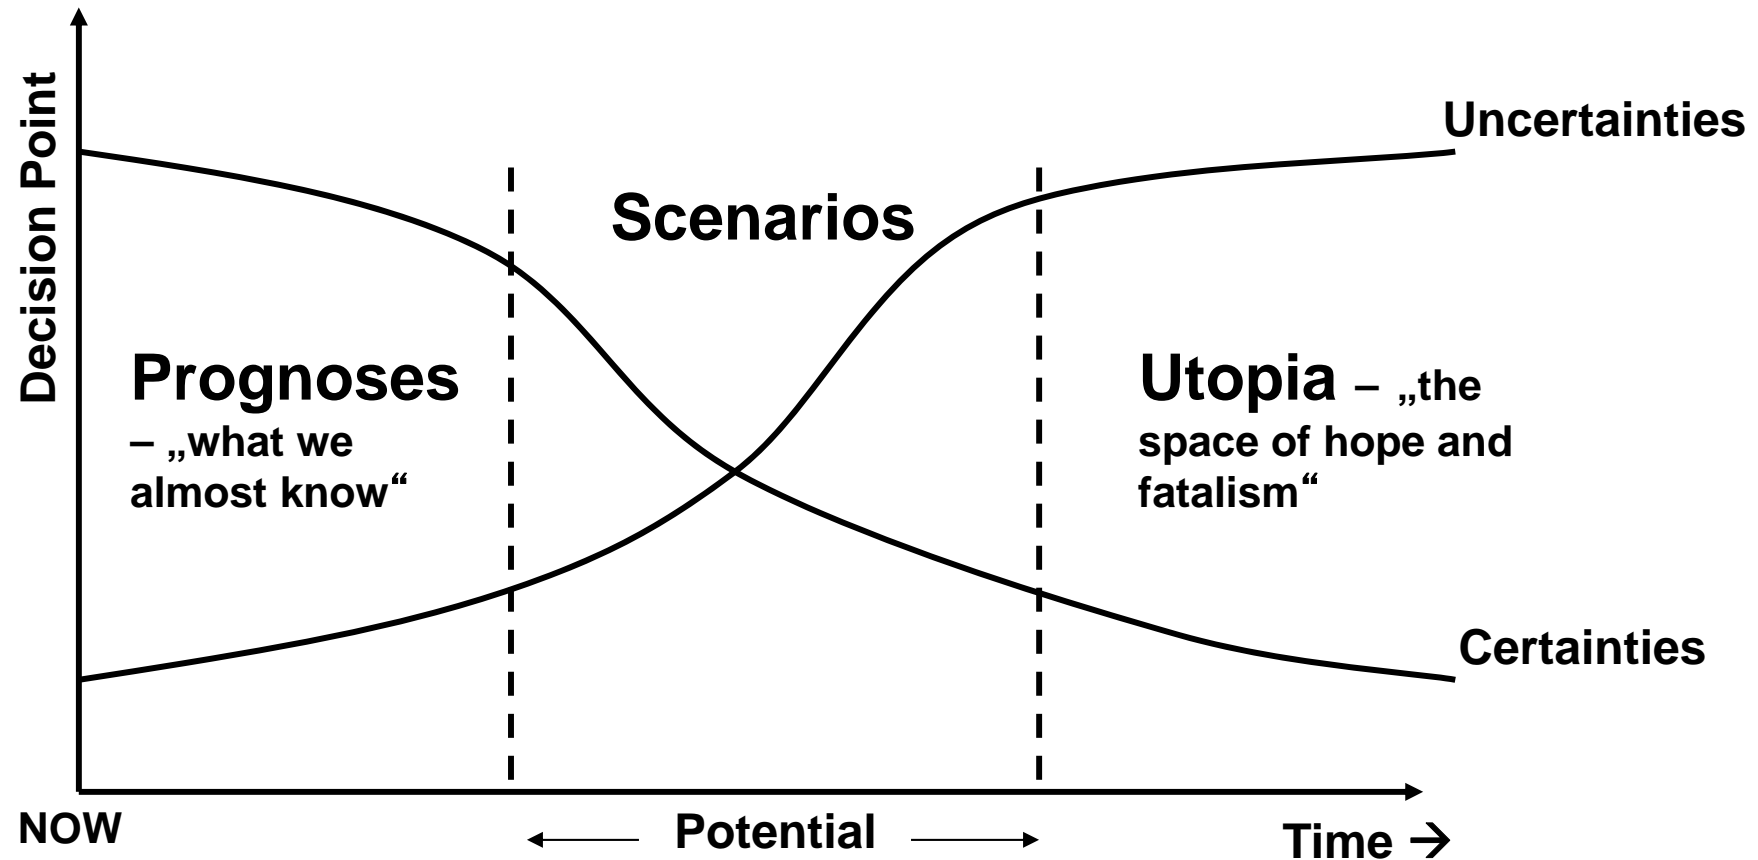 Decision Point
Uncertainties
Scenarios
Prognoses
– „what we
almost know“
Utopia – „the
space of hope and
fatalism“
Certainties
NOW
Potential
Time →